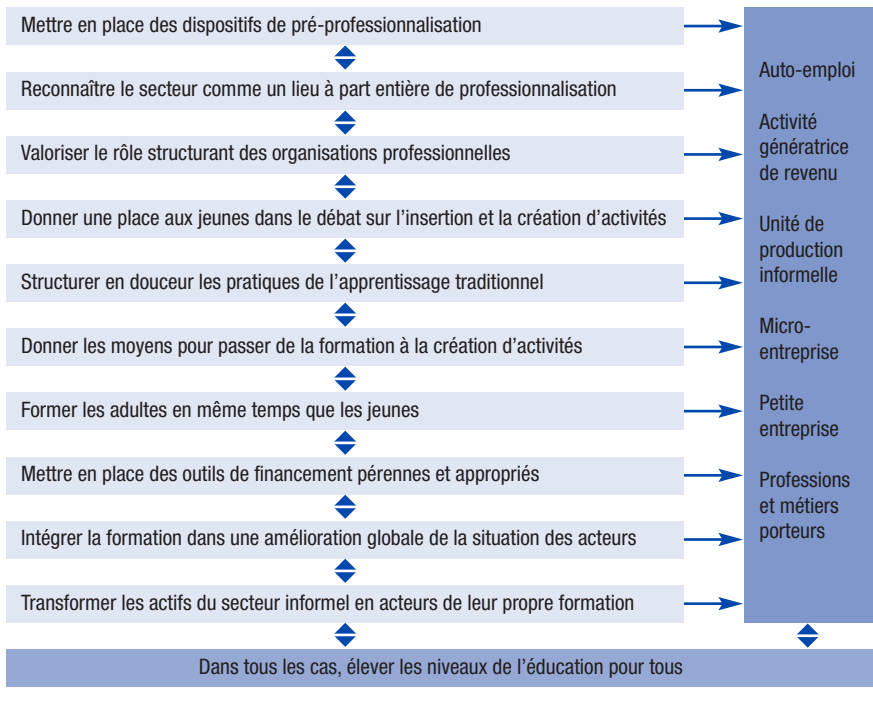 Mettre en place des dispositifs de pré-professionnalisation
Reconnaître le secteur comme un lieu à part entière de professionnalisation
Valoriser le rôle structurant des organisations professionnelles
Donner une place aux jeunes dans le débat sur l’insertion et la création d’activités
Structurer en douceur les pratiques de l’apprentissage traditionnel
Donner les moyens pour passer de la formation à la création d’activités
Former les adultes en même temps que les jeunes
Mettre en place des outils de financement pérennes et appropriés
Intégrer la formation dans une amélioration globale de la situation des acteurs
Transformer les actifs du secteur informel en acteurs de leur propre formation
Auto-emploi
Activité
génératrice
de revenu
Unité de
production
informelle
Micro-
entreprise
Petite
entreprise
Professions
et métiers
porteurs
Dans tous les cas, élever les niveaux de l’éducation pour tous